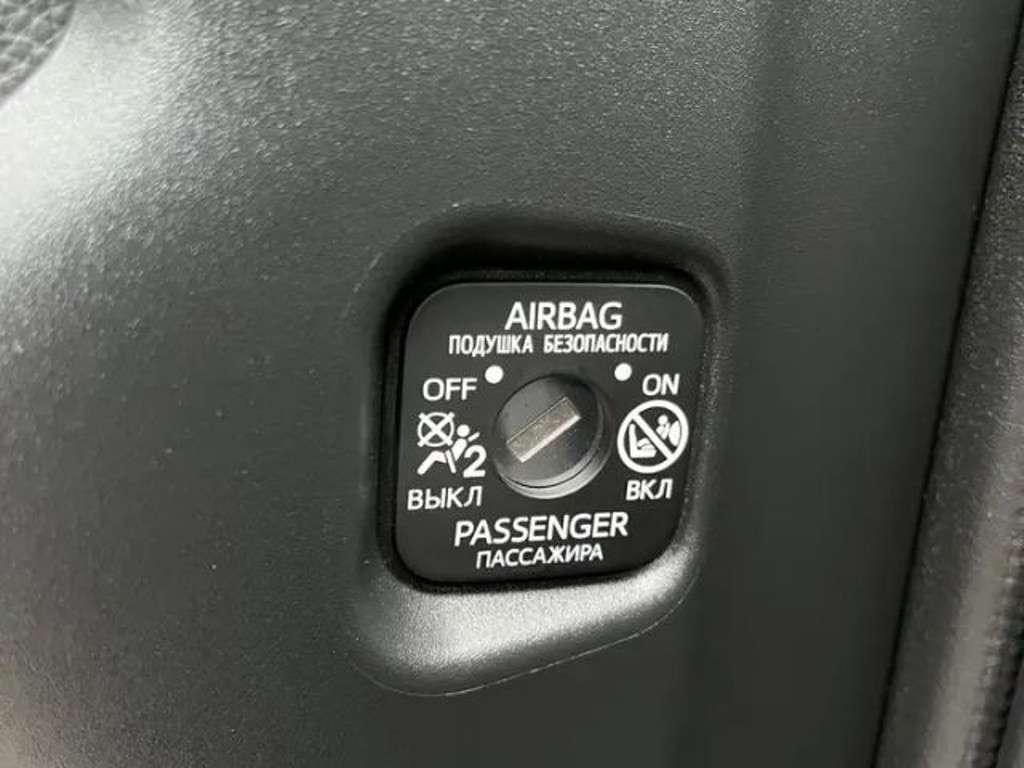 AIRBAG
ПОДУШКА БЕЗОПАСНОСТИ
OFF ON
2
ВЫКЛ ВКЛ
PASSENGER
ПАССАЖИРА